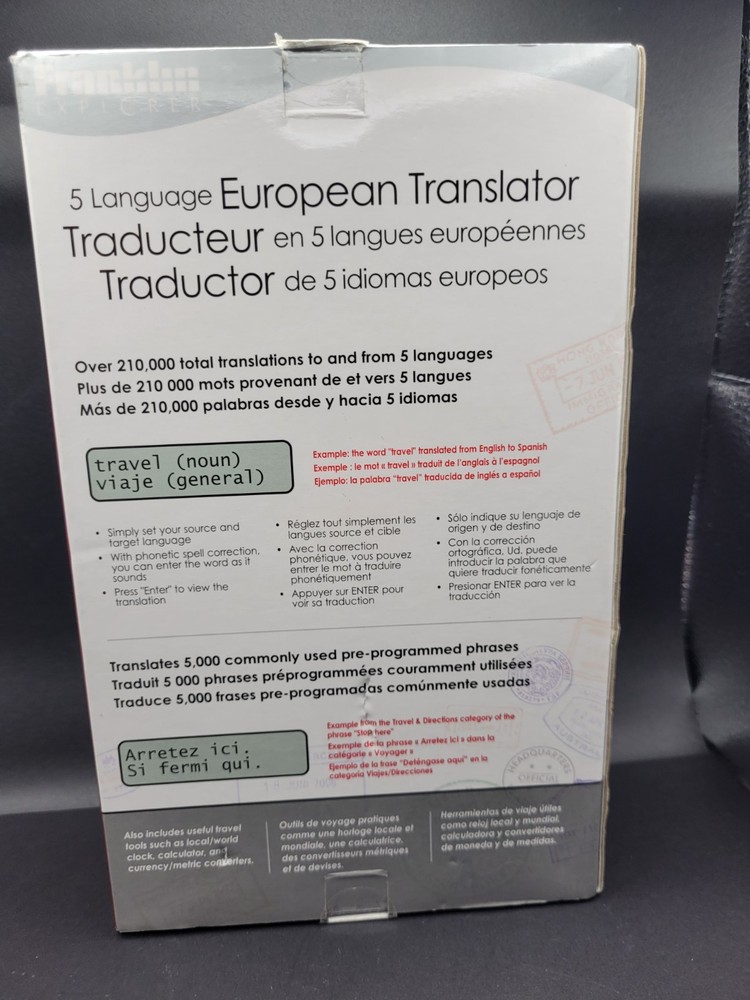 Franklin
EXPLORER
5 Language European Translator
Traducteur en 5 langues européennes
Traductor de 5 idiomas europeos
Over 210,000 total translations to and from 5 languages
Plus de 210 000 mots provenant de et vers 5 langues
Más de 210,000 palabras desde y hacia 5 idiomas
travel (noun)
viaje (general)
Example: the word "travel" translated from English to Spanish
Exemple : le mot « travel » traduit de l'anglais à l'espagnol
Ejemplo: la palabra "travel" traducida de inglés a español
• Simply set your source and
target language
• With phonetic spell correction,
you can enter the word as it
sounds
• Press "Enter" to view the
translation
• Réglez tout simplement les
langues source et cible
• Avec la correction
phonétique, vous pouvez
entrer le mot à traduire
phonétiquement
• Appuyer sur ENTER pour
voir sa traduction
• Sólo indique su lenguaje de
origen y de destino
• Con la corrección
ortográfica, Ud. puede
introducir la palabra que
quiere traducir fonéticamente
• Presionar ENTER para ver la
traducción
Translates 5,000 commonly used pre-programmed phrases
Traduit 5 000 phrases préprogrammées couramment utilisées
Traduce 5,000 frases pre-programadas comúnmente usadas
Arretez ici.
Si fermi qui.
Example from the Travel & Directions category of the
phrase "Stop here"
Exemple de la phrase « Arretez ici » dans la
catégorie « Voyager »
Ejemplo de la frase "Deténgase aquí" en la
categoria Viajes/Direcciones
HEADQUARTERS
OFFICIAL
Also includes useful travel
tools such as local/world
clock, calculator, and
currency/metric converters.
Outils de voyage pratiques
comme une horloge locale et
mondiale, une calculatrice,
des convertisseurs métriques
et de devises.
Herramientas de viaje útiles
como reloj local y mundial,
calculadora y convertidores
de moneda y de medidas.